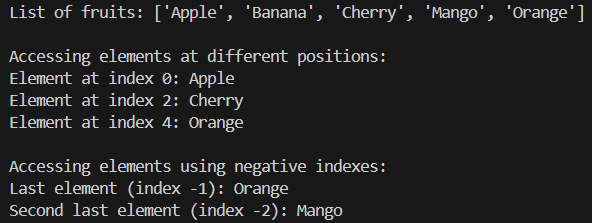 List of fruits: ['Apple', 'Banana', 'Cherry', 'Mango', 'Orange']
Accessing elements at different positions:
Element at index 0: Apple
Element at index 2: Cherry
Element at index 4: Orange
Accessing elements using negative indexes:
Last element (index -1): Orange
Second last element (index -2): Mango